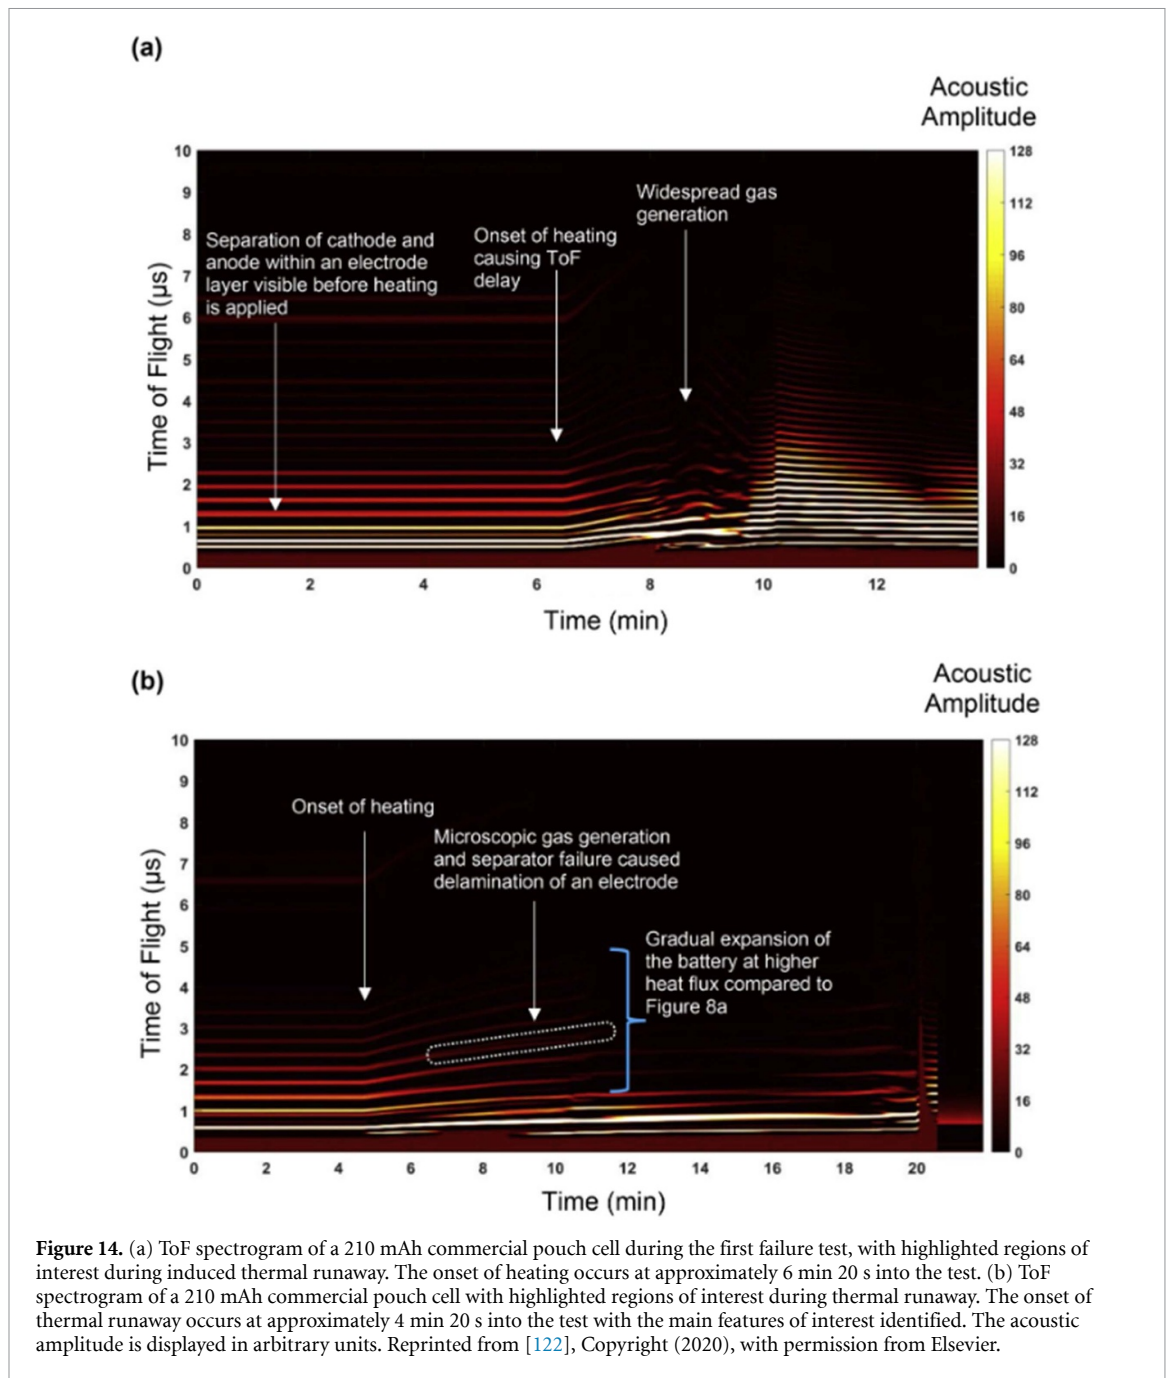 (a)
Acoustic
Amplitude
10
9
8
7
6
5
4
3
2
1
0
Time of Flight (μs)
Separation of cathode and
anode within an electrode
layer visible before heating
is applied
Onset of heating
causing ToF
delay
Widespread gas
generation
128
112
96
80
64
48
32
16
0
0 2 4 6 8 10 12
Time (min)
(b)
Acoustic
Amplitude
10
9
8
7
6
5
4
3
2
1
0
Time of Flight (μs)
Onset of heating
Microscopic gas generation
and separator failure caused
delamination of an electrode
Gradual expansion of
the battery at higher
heat flux compared to
Figure 8a
128
112
96
80
64
48
32
16
0
0 2 4 6 8 10 12 14 16 18 20
Time (min)
Figure 14. (a) ToF spectrogram of a 210 mAh commercial pouch cell during the first failure test, with highlighted regions of
interest during induced thermal runaway. The onset of heating occurs at approximately 6 min 20 s into the test. (b) ToF
spectrogram of a 210 mAh commercial pouch cell with highlighted regions of interest during thermal runaway. The onset of
thermal runaway occurs at approximately 4 min 20 s into the test with the main features of interest identified. The acoustic
amplitude is displayed in arbitrary units. Reprinted from [122], Copyright (2020), with permission from Elsevier.